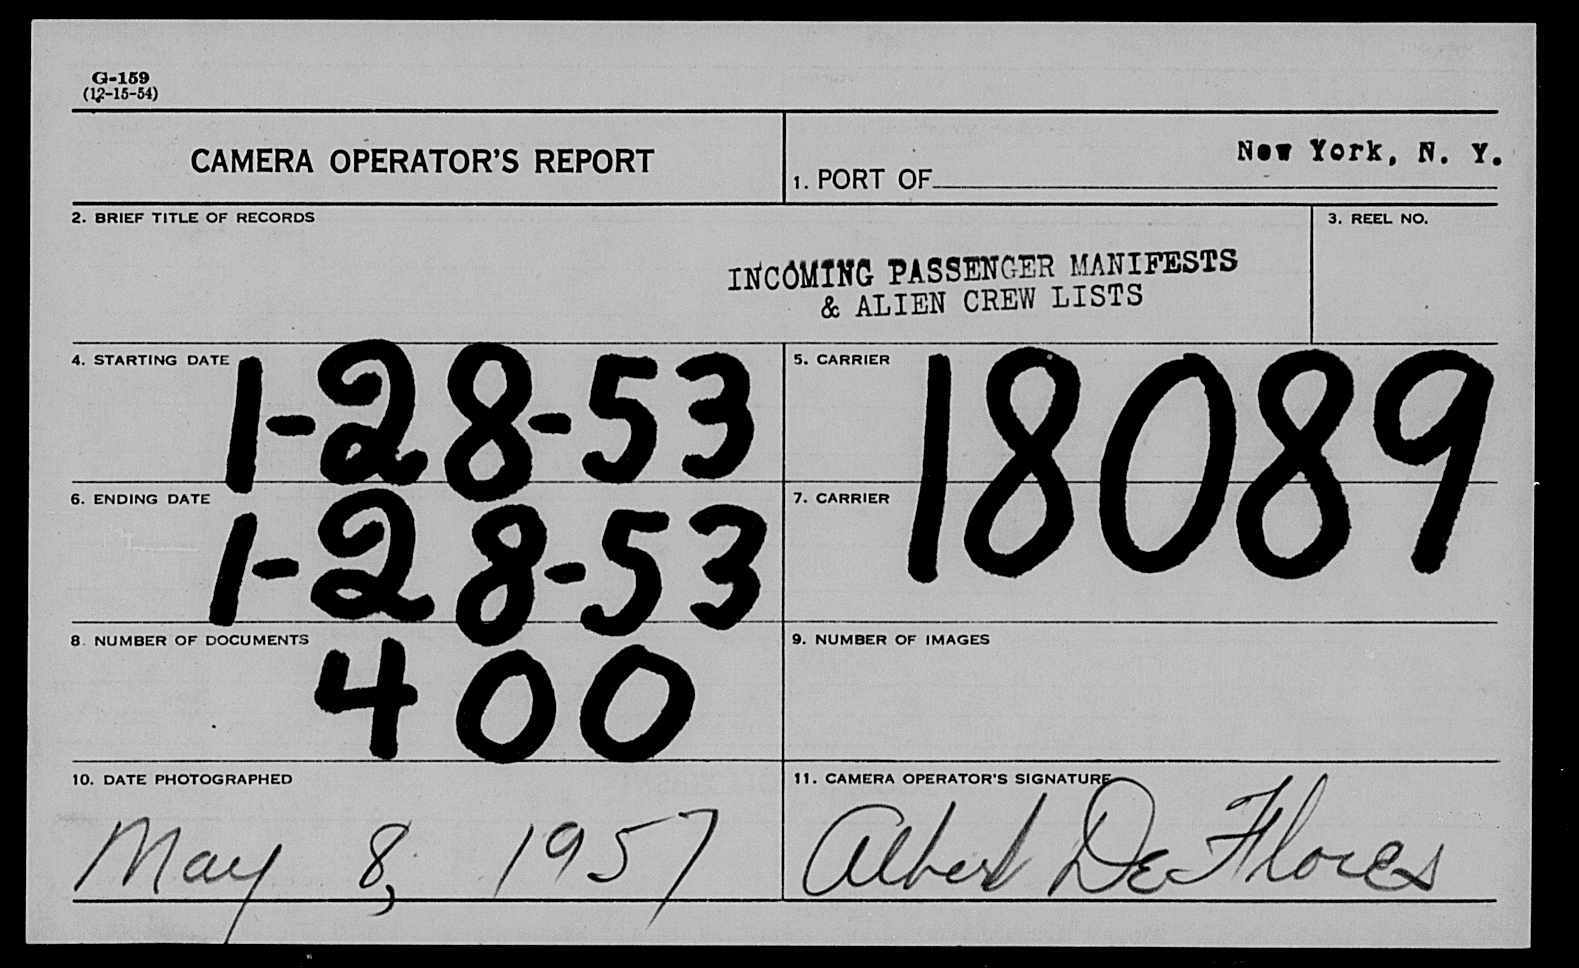 G-159
(12-15-54)
CAMERA OPERATOR'S REPORT
1. PORT OF New York, N. Y.
2. BRIEF TITLE OF RECORDS
INCOMING PASSENGER MANIFESTS
& ALIEN CREW LISTS
3. REEL NO.
4. STARTING DATE 1-28-53
5. CARRIER
18089
6. ENDING DATE 1-28-53
7. CARRIER
8. NUMBER OF DOCUMENTS 400
9. NUMBER OF IMAGES
10. DATE PHOTOGRAPHED
May 8, 1957
11. CAMERA OPERATOR'S SIGNATURE
Albert DeFlores